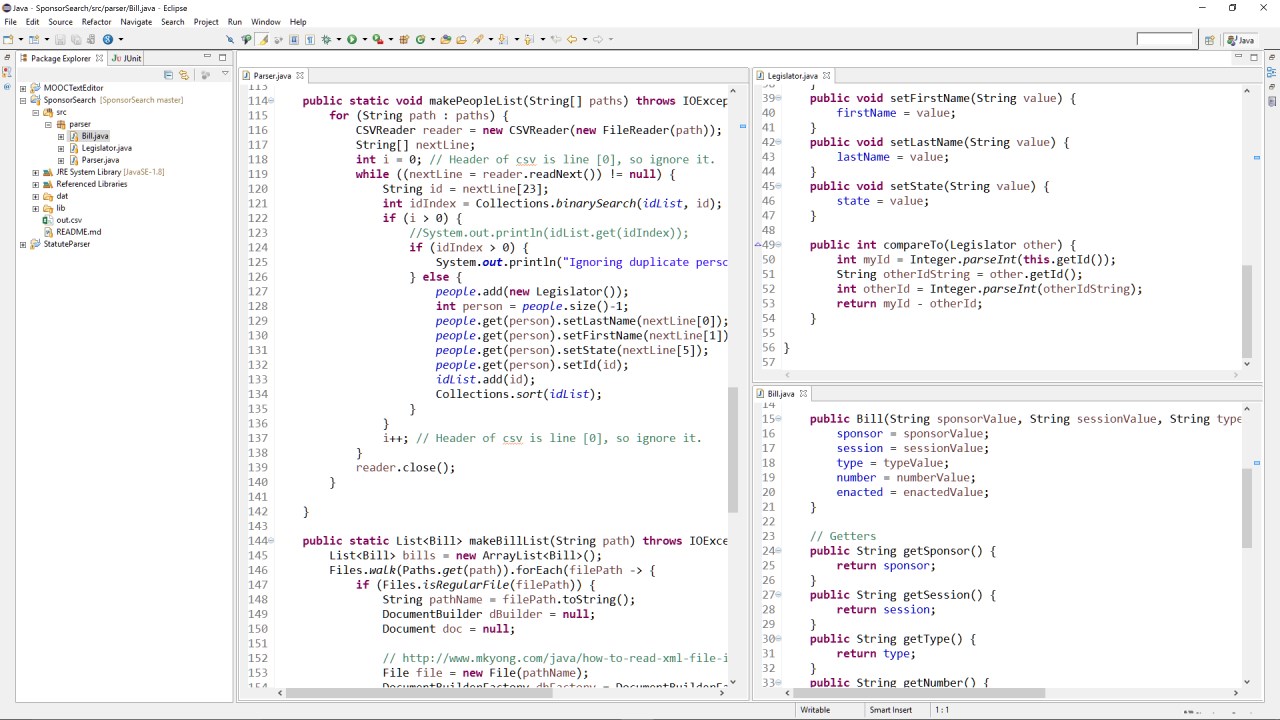 Java - SponsorSearch/src/parser/Bill.java - Eclipse
File Edit Source Refactor Navigate Search Project Run Window Help
Java
Package Explorer
JUnit
MOOCTextEditor
SponsorSearch [SponsorSearch master]
src
parser
Bill.java
Legislator.java
Parser.java
JRE System Library [JavaSE-1.8]
Referenced Libraries
dat
lib
out.csv
README.md
StatuteParser
Parser.java
113
114 public static void makePeopleList(String[] paths) throws IOExcep
115 for (String path : paths) {
116 CSVReader reader = new CSVReader(new FileReader(path));
117 String[] nextLine;
118 int i = 0; // Header of csv is line [0], so ignore it.
119 while ((nextLine = reader.readNext()) != null) {
120 String id = nextLine[23];
121 int idIndex = Collections.binarySearch(idList, id);
122 if (i > 0) {
123 //System.out.println(idList.get(idIndex));
124 if (idIndex > 0) {
125 System.out.println("Ignoring duplicate perso
126 } else {
127 people.add(new Legislator());
128 int person = people.size()-1;
129 people.get(person).setLastName(nextLine[0]);
130 people.get(person).setFirstName(nextLine[1])
131 people.get(person).setState(nextLine[5]);
132 people.get(person).setId(id);
133 idList.add(id);
134 Collections.sort(idList);
135 }
136 }
137 i++; // Header of csv is line [0], so ignore it.
138 }
139 reader.close();
140 }
141
142 }
143
144 public static List<Bill> makeBillList(String path) throws IOExce
145 List<Bill> bills = new ArrayList<Bill>();
146 Files.walk(Paths.get(path)).forEach(filePath -> {
147 if (Files.isRegularFile(filePath)) {
148 String pathName = filePath.toString();
149 DocumentBuilder dBuilder = null;
150 Document doc = null;
151
152 // http://www.mkyong.com/java/how-to-read-xml-file-i
153 File file = new File(pathName);
154 DocumentBuilderFactory dbFactory = DocumentBuilderFa
Legislator.java
38 }
39 public void setFirstName(String value) {
40 firstName = value;
41 }
42 public void setLastName(String value) {
43 lastName = value;
44 }
45 public void setState(String value) {
46 state = value;
47 }
48
49 public int compareTo(Legislator other) {
50 int myId = Integer.parseInt(this.getId());
51 String otherIdString = other.getId();
52 int otherId = Integer.parseInt(otherIdString);
53 return myId - otherId;
54 }
55
56 }
57
Bill.java
14
15 public Bill(String sponsorValue, String sessionValue, String type
16 sponsor = sponsorValue;
17 session = sessionValue;
18 type = typeValue;
19 number = numberValue;
20 enacted = enactedValue;
21 }
22
23 // Getters
24 public String getSponsor() {
25 return sponsor;
26 }
27 public String getSession() {
28 return session;
29 }
30 public String getType() {
31 return type;
32 }
33 public String getNumber() {
Writable Smart Insert 1 : 1